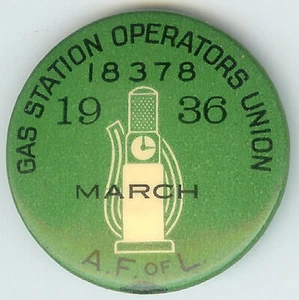 GAS STATION OPERATORS UNION
18378
19 36
MARCH
A.F. OF L.